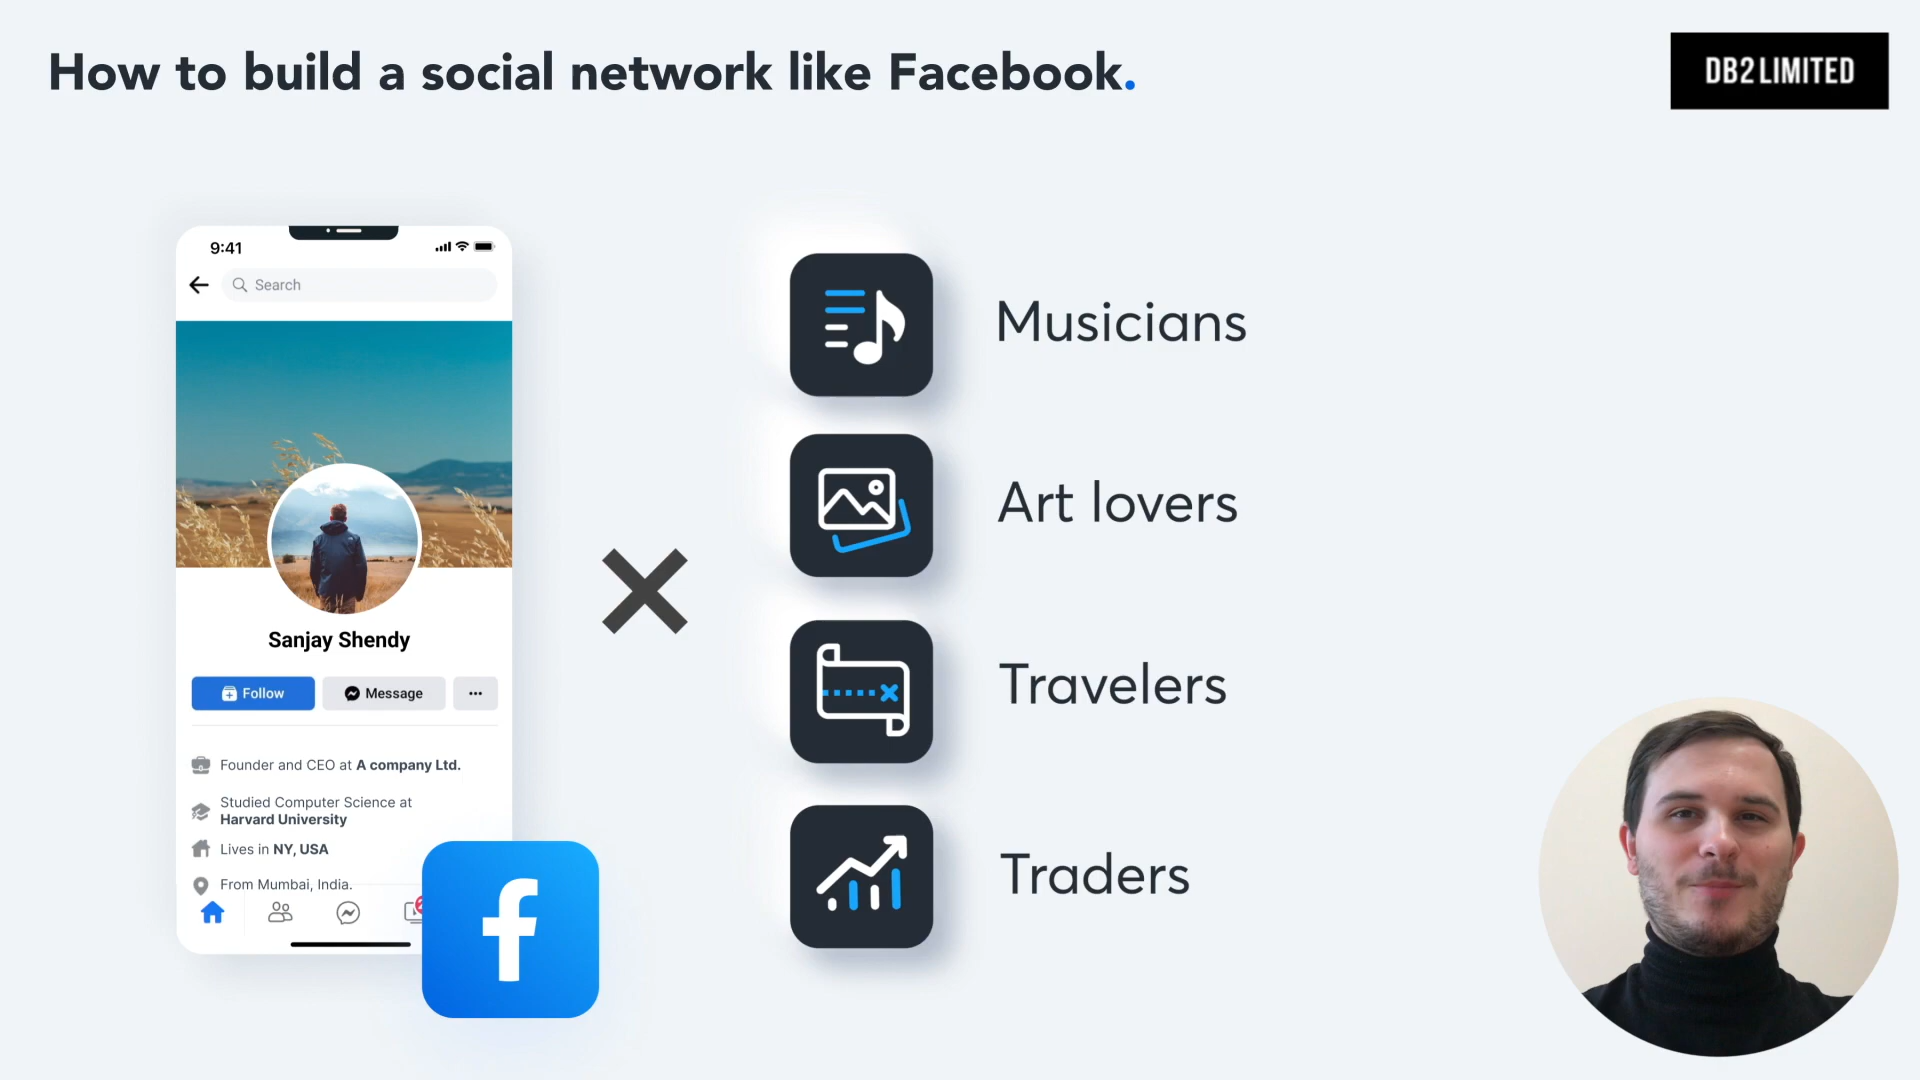 How to build a social network like Facebook.
DB2 LIMITED
9:41
Search
Sanjay Shendy
Follow
Message
Founder and CEO at A company Ltd.
Studied Computer Science at
Harvard University
Lives in NY, USA
From Mumbai, India.
Musicians
Art lovers
Travelers
Traders